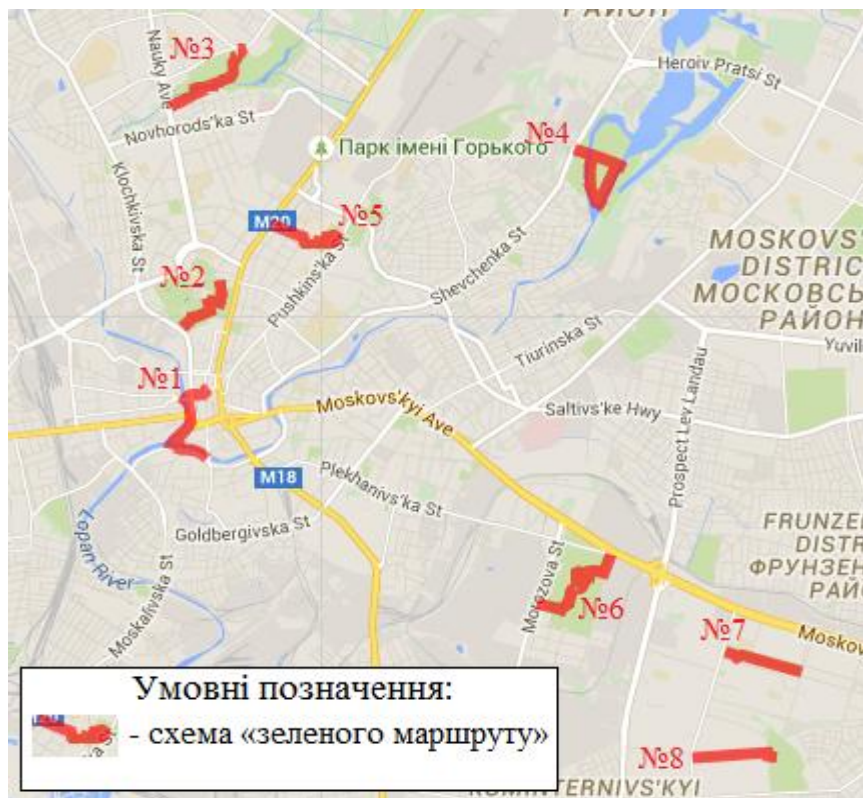 РАЙОН
№3
Nauky Ave
Heroiv Pratsi St
Novhorods'ka St
№4
Парк імені Горького
Klochkivska St
M20
№5
Pushkins'ka St
Shevchenka St
MOSKOVS'
DISTRIC
МОСКОВСЬ
РАЙОН
№2
Tiurinska St
Yuvil
№1
Moskovs'kyi Ave
Saltivs'ke Hwy
Prospect Lev Landau
M18
Plekhanivs'ka St
Lopan River
Goldbergivska St
FRUNZE
DISTR
ФРУНЗЕН
РАЙО
Moskalivska St
Morozova St
№6
№7
Moskov
Умовні позначення:
- схема «зеленого маршруту»
№8
KOMINTERNIVS'KYI